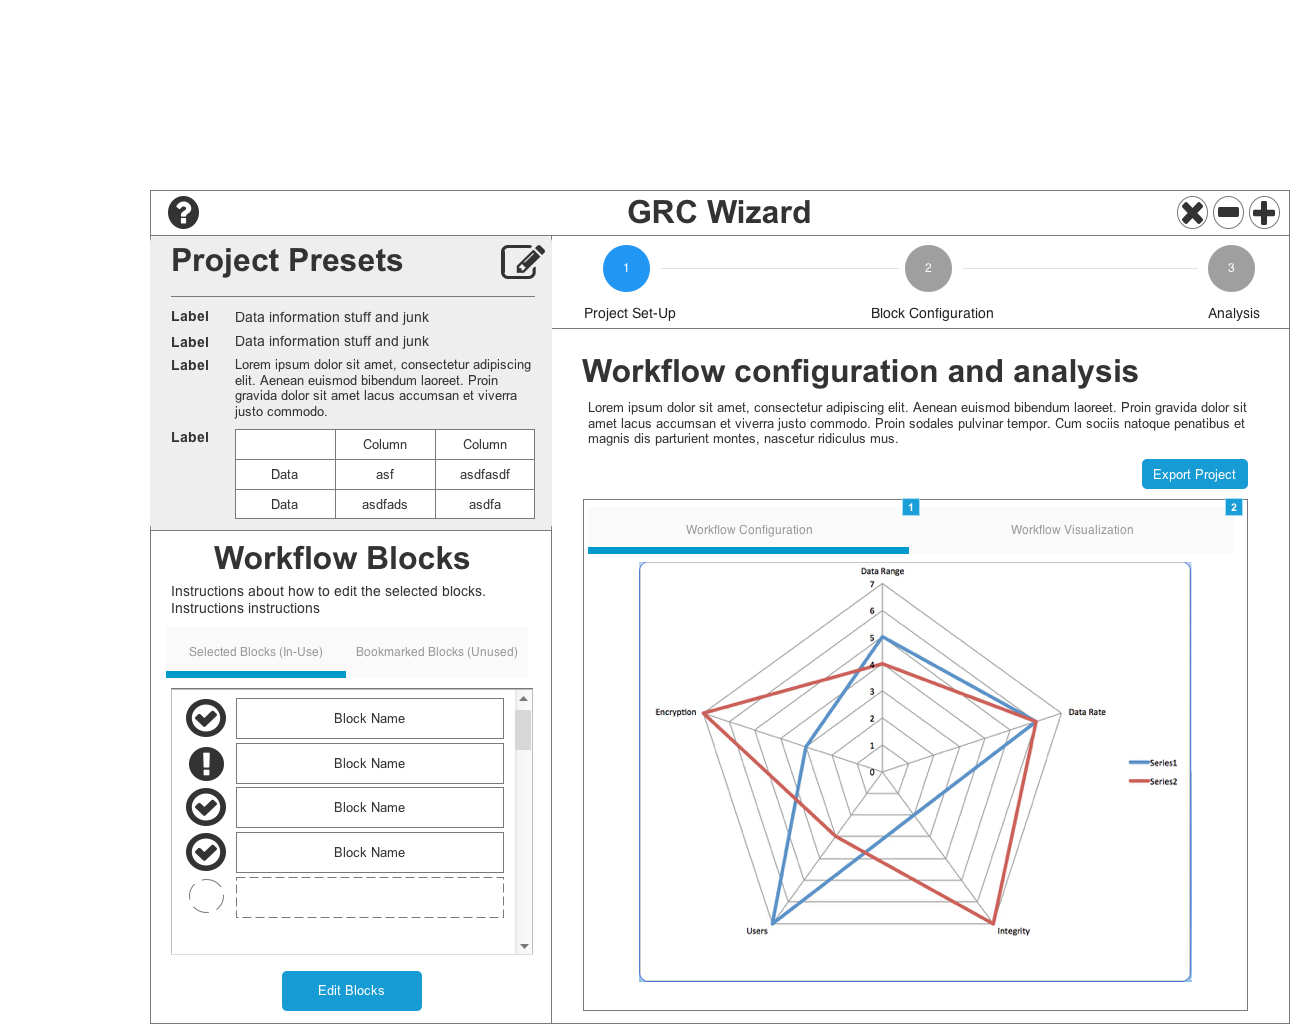 GRC Wizard
Project Presets
Label Data information stuff and junk
Label Data information stuff and junk
Label Lorem ipsum dolor sit amet, consectetur adipiscing
elit. Aenean euismod bibendum laoreet. Proin
gravida dolor sit amet lacus accumsan et viverra
justo commodo.
Label
Column Column
Data asf asdfasdf
Data asdfads asdfa
Workflow Blocks
Instructions about how to edit the selected blocks.
Instructions instructions
Selected Blocks (In-Use) Bookmarked Blocks (Unused)
Block Name
Block Name
Block Name
Block Name
Edit Blocks
1 2 3
Project Set-Up Block Configuration Analysis
Workflow configuration and analysis
Lorem ipsum dolor sit amet, consectetur adipiscing elit. Aenean euismod bibendum laoreet. Proin gravida dolor sit
amet lacus accumsan et viverra justo commodo. Proin sodales pulvinar tempor. Cum sociis natoque penatibus et
magnis dis parturient montes, nascetur ridiculus mus.
Export Project
1 2
Workflow Configuration Workflow Visualization
Data Range
7
6
5
4
3
2
1
0
Encryption
Data Rate
Series1
Series2
Users
Integrity